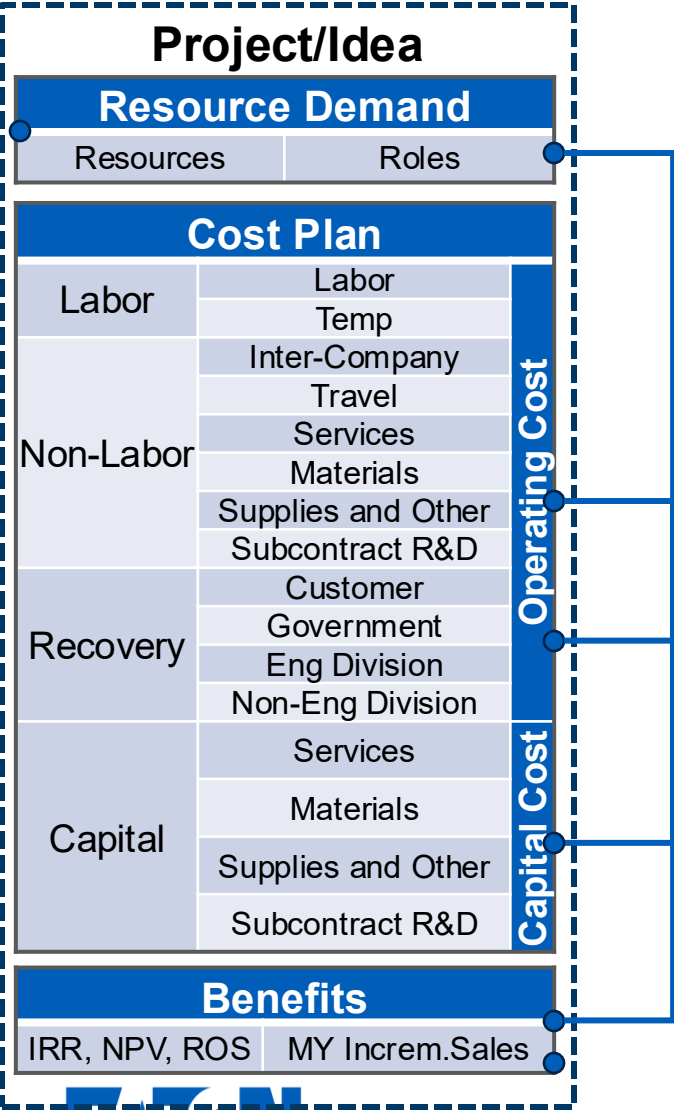 Project/Idea
Resource Demand
Resources Roles
Cost Plan
Labor
Labor
Temp
Non-Labor
Inter-Company
Travel
Services
Materials
Supplies and Other
Subcontract R&D
Recovery
Customer
Government
Eng Division
Non-Eng Division
Operating Cost
Capital
Services
Materials
Supplies and Other
Subcontract R&D
Capital Cost
Benefits
IRR, NPV, ROS MY Increm.Sales